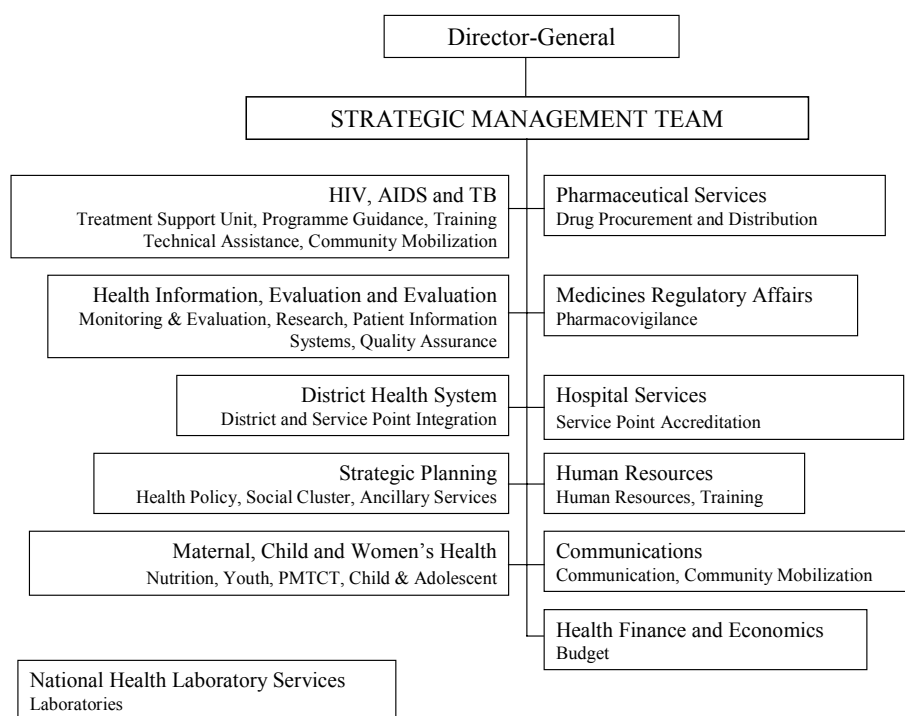 Director-General
STRATEGIC MANAGEMENT TEAM
HIV, AIDS and TB
Treatment Support Unit, Programme Guidance, Training
Technical Assistance, Community Mobilization
Pharmaceutical Services
Drug Procurement and Distribution
Health Information, Evaluation and Evaluation
Monitoring & Evaluation, Research, Patient Information
Systems, Quality Assurance
Medicines Regulatory Affairs
Pharmacovigilance
District Health System
District and Service Point Integration
Hospital Services
Service Point Accreditation
Strategic Planning
Health Policy, Social Cluster, Ancillary Services
Human Resources
Human Resources, Training
Maternal, Child and Women's Health
Nutrition, Youth, PMTCT, Child & Adolescent
Communications
Communication, Community Mobilization
Health Finance and Economics
Budget
National Health Laboratory Services
Laboratories